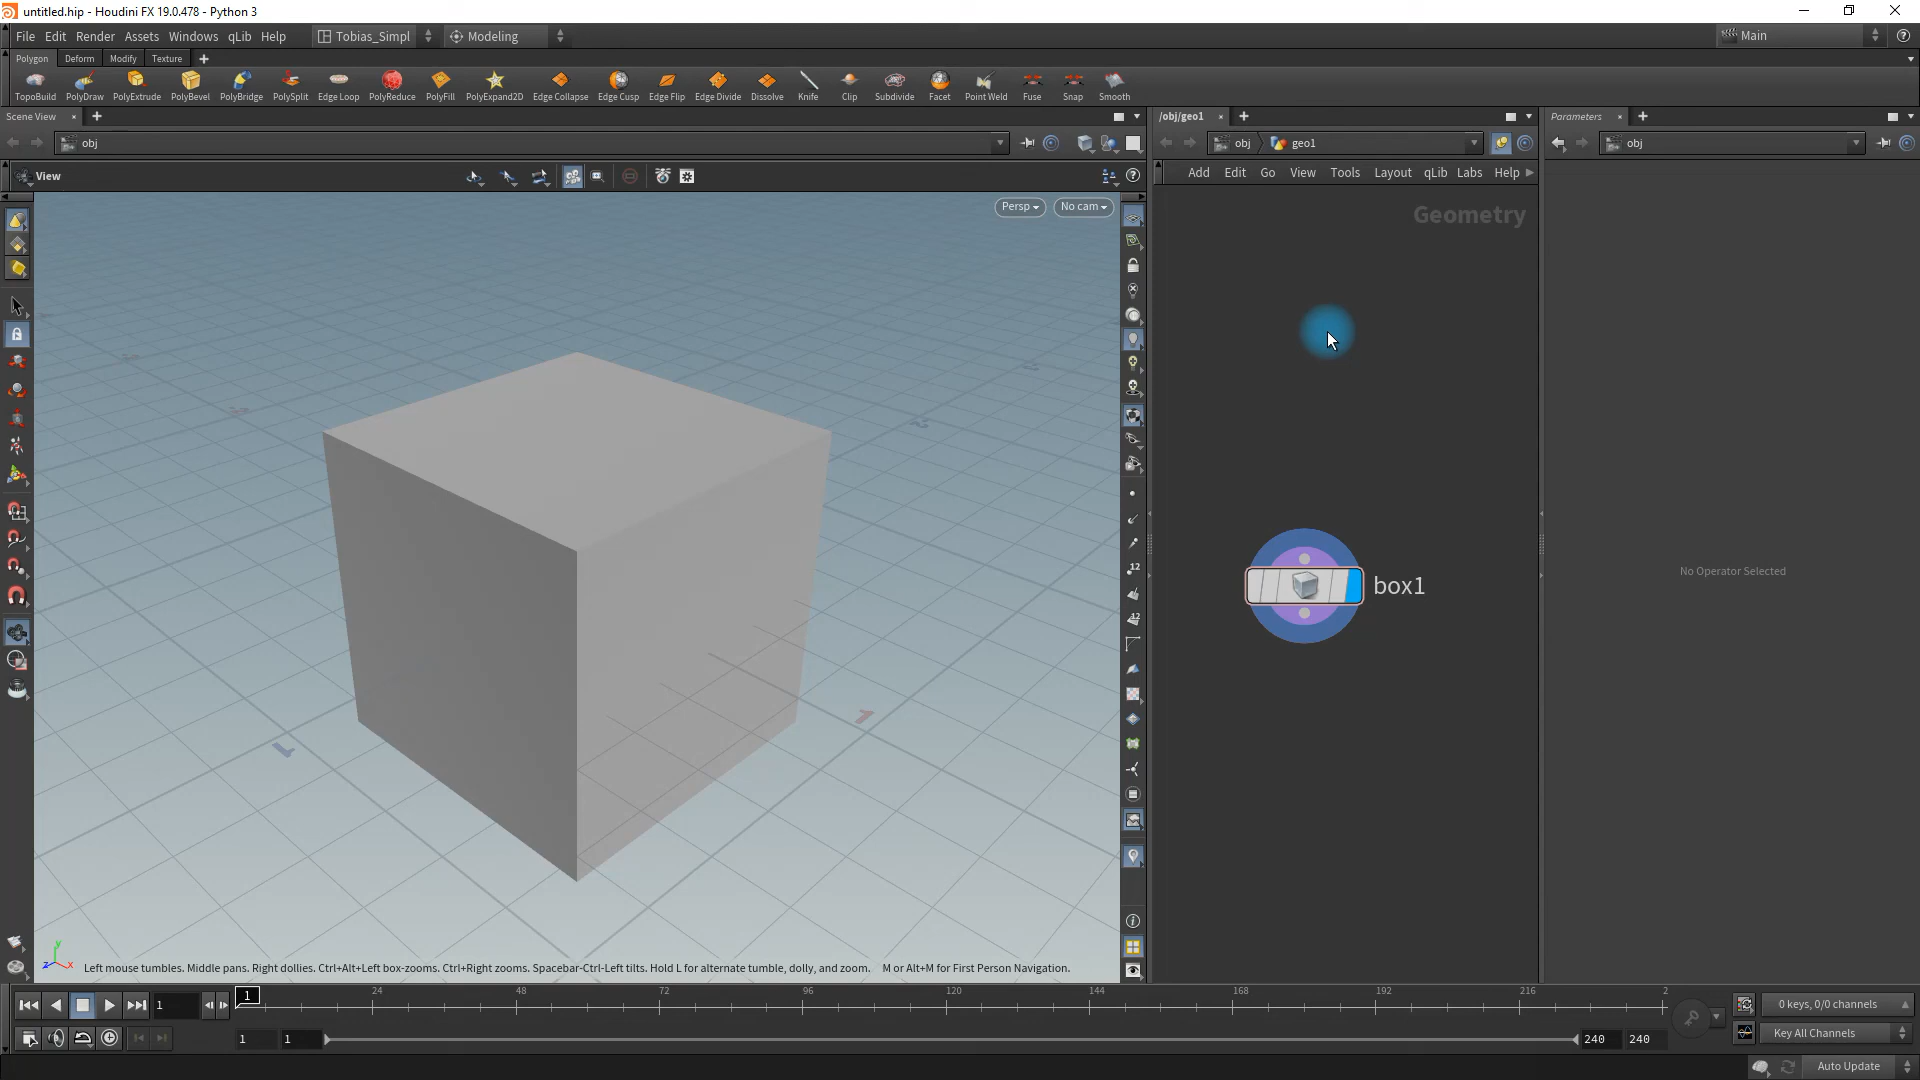 untitled.hip - Houdini FX 19.0.478 - Python 3
File Edit Render Assets Windows qLib Help Tobias_Simpl Modeling Main
Polygon Deform Modify Texture
TopoBuild PolyDraw PolyExtrude PolyBevel PolyBridge PolySplit Edge Loop PolyReduce PolyFill PolyExpand2D Edge Collapse Edge Cusp Edge Flip Edge Divide Dissolve Knife Clip Subdivide Facet Point Weld Fuse Snap Smooth
Scene View /obj/geo1 Parameters
obj obj geo1 obj
View Add Edit Go View Tools Layout qLib Labs Help
Persp No cam Geometry
No Operator Selected
box1
12
12
1
1
y
z x
Left mouse tumbles. Middle pans. Right dollies. Ctrl+Alt+Left box-zooms. Ctrl+Right zooms. Spacebar-Ctrl-Left tilts. Hold L for alternate tumble, dolly, and zoom. M or Alt+M for First Person Navigation.
1 1 24 48 72 96 120 144 168 192 216 2 0 keys, 0/0 channels
1 1 240 240 Key All Channels
Auto Update